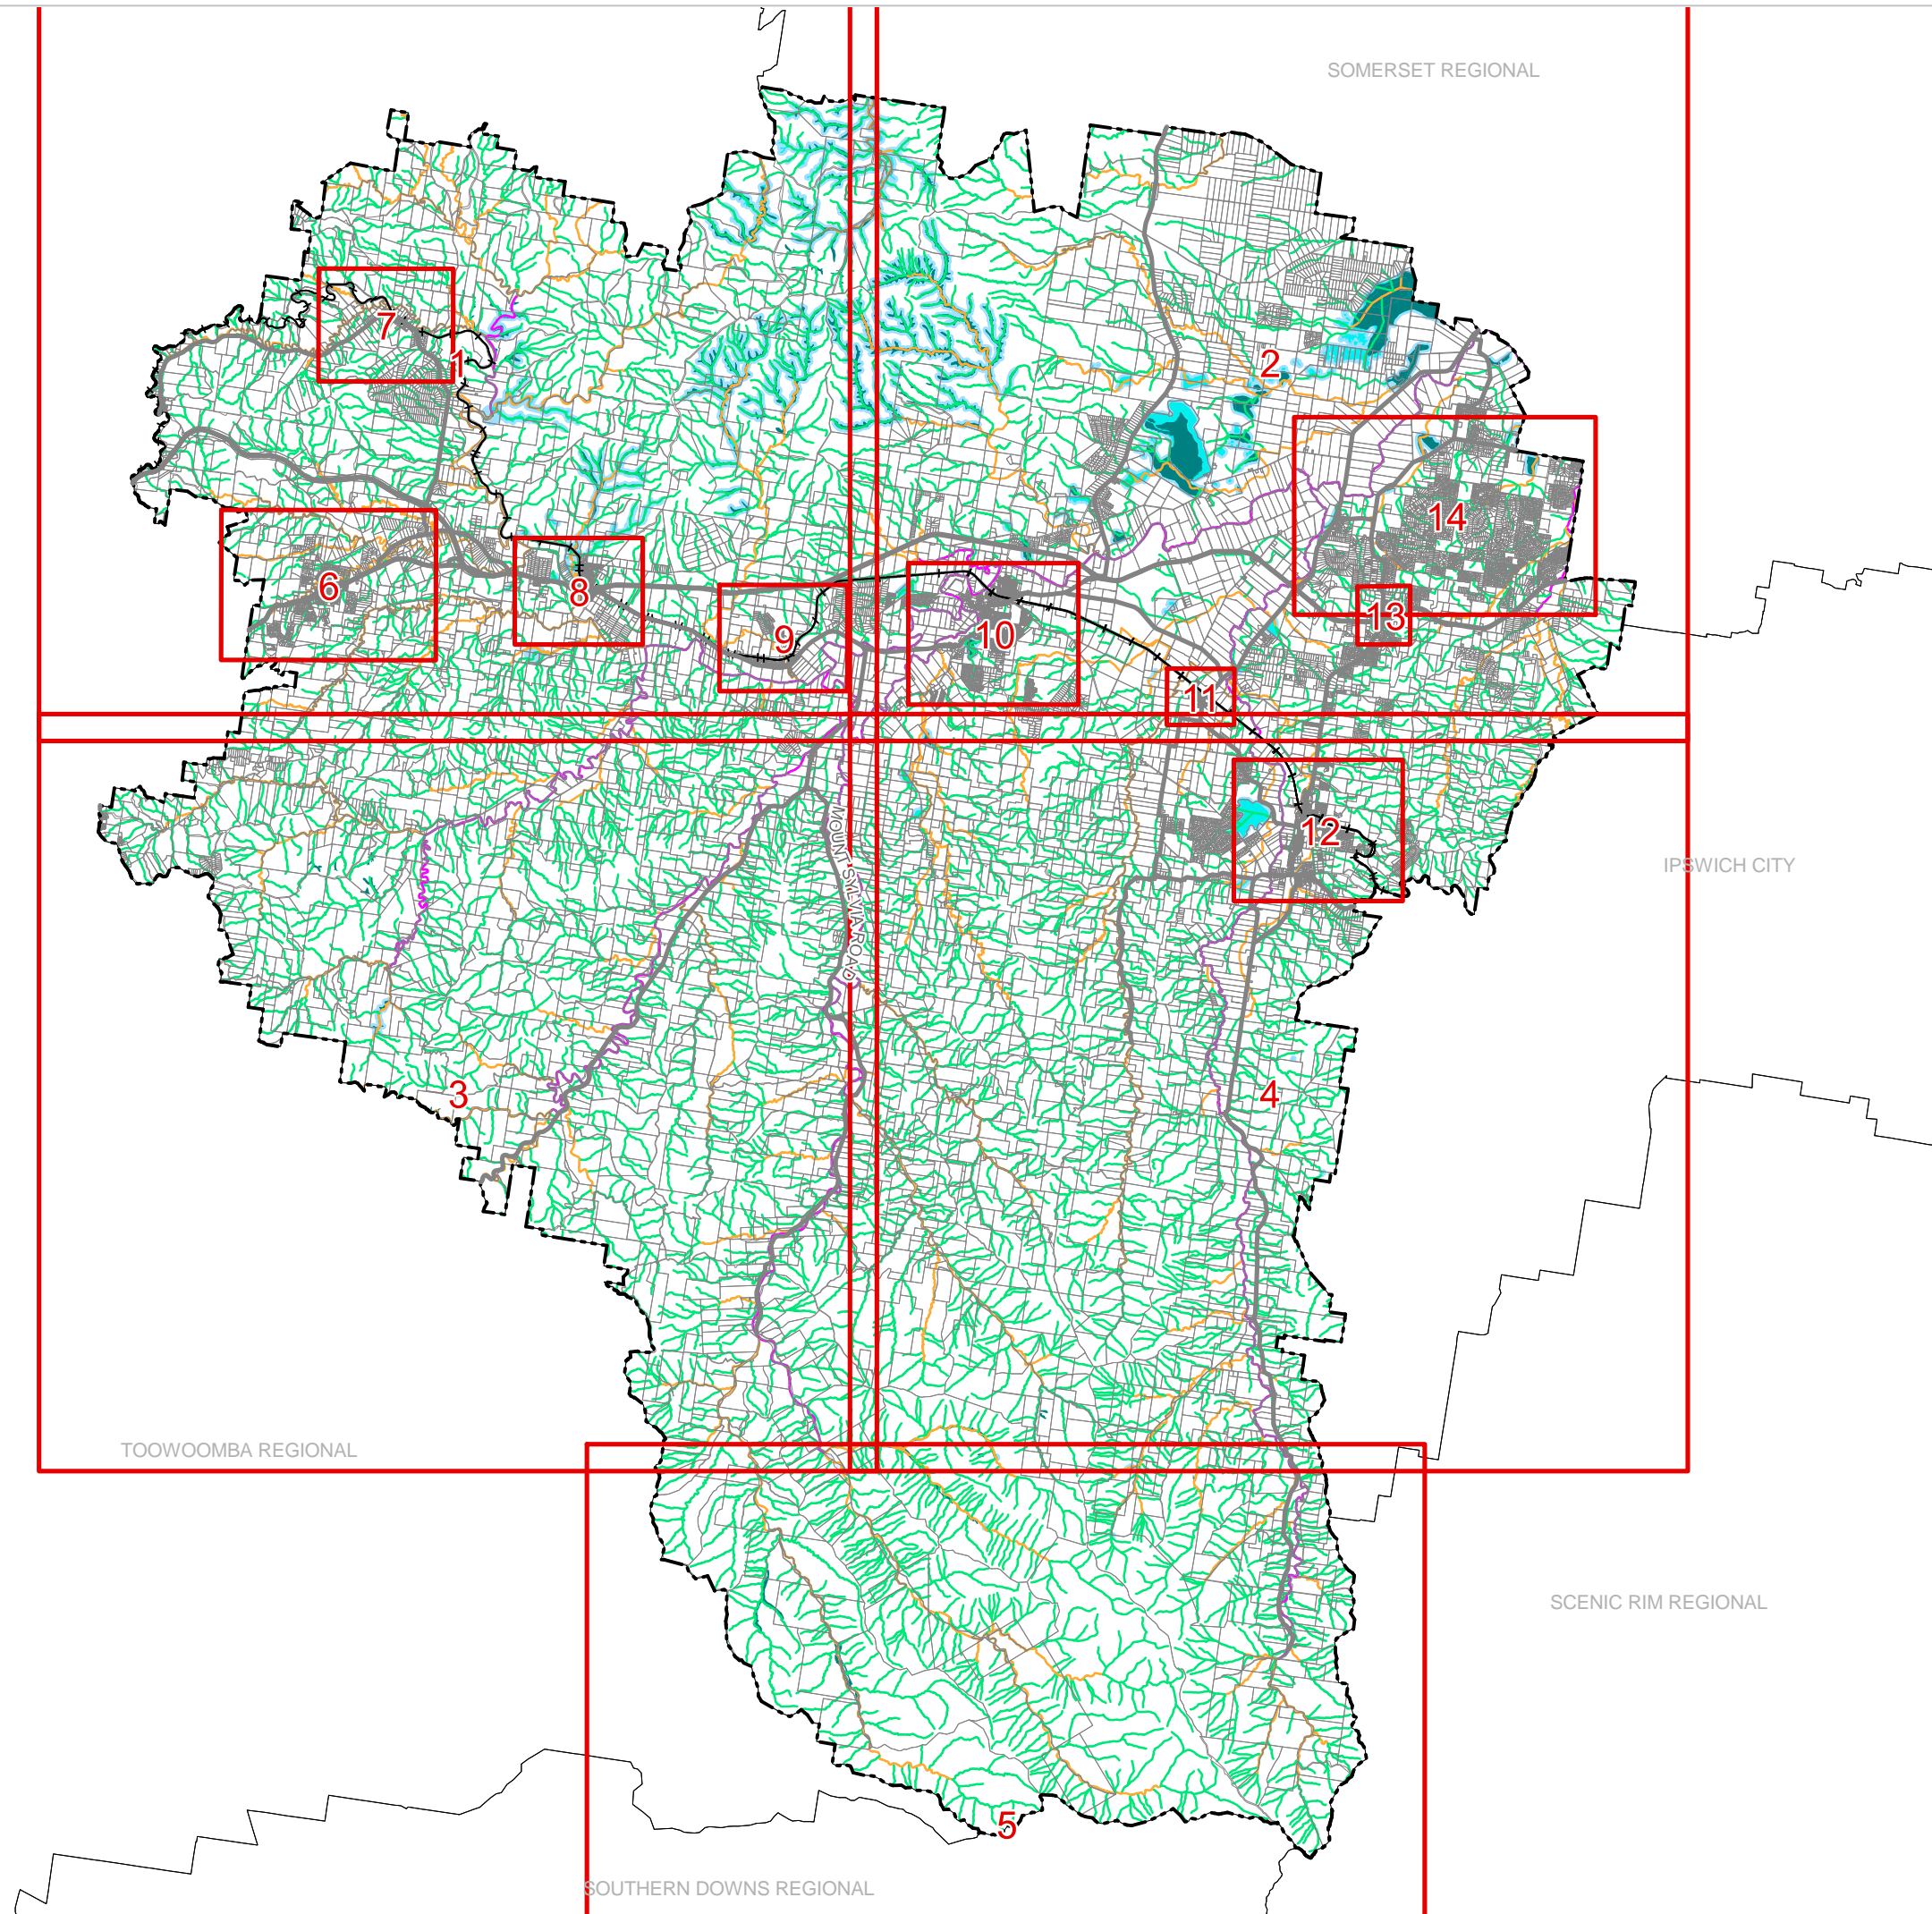 SOMERSET REGIONAL
7
1
2
14
6
8
13
9
10
11
12
MOUNT SYLVIA ROAD
IPSWICH CITY
3
4
TOOWOOMBA REGIONAL
SCENIC RIM REGIONAL
5
SOUTHERN DOWNS REGIONAL